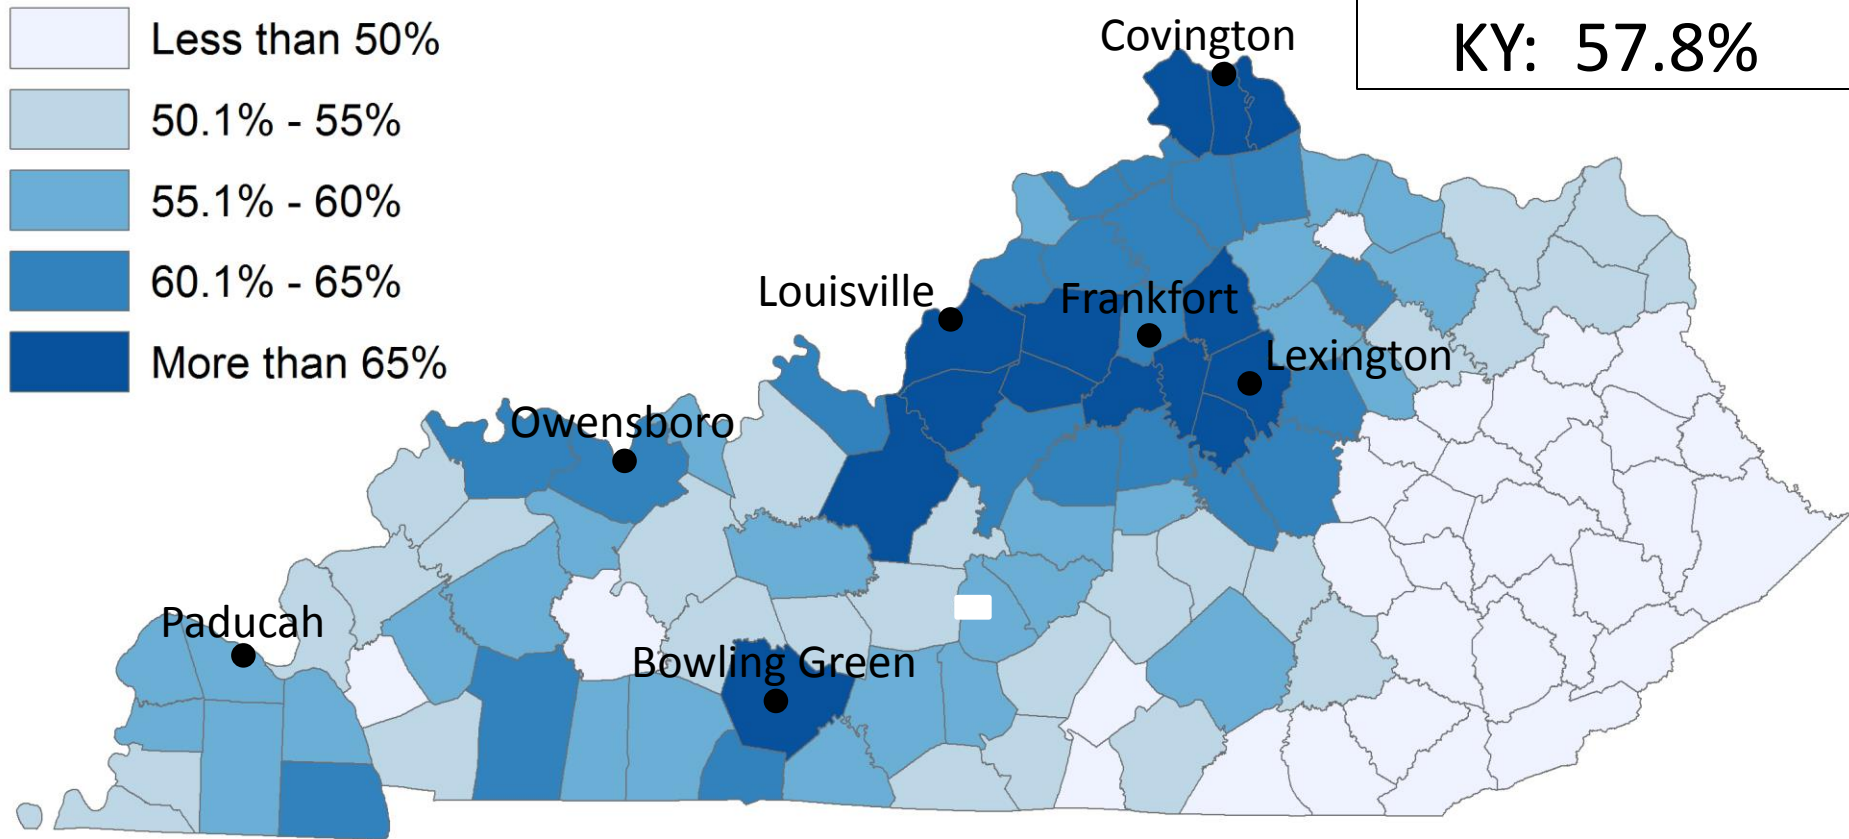 Less than 50%
50.1% - 55%
55.1% - 60%
60.1% - 65%
More than 65%
KY: 57.8%
Covington
Louisville
Frankfort
Lexington
Owensboro
Paducah
Bowling Green